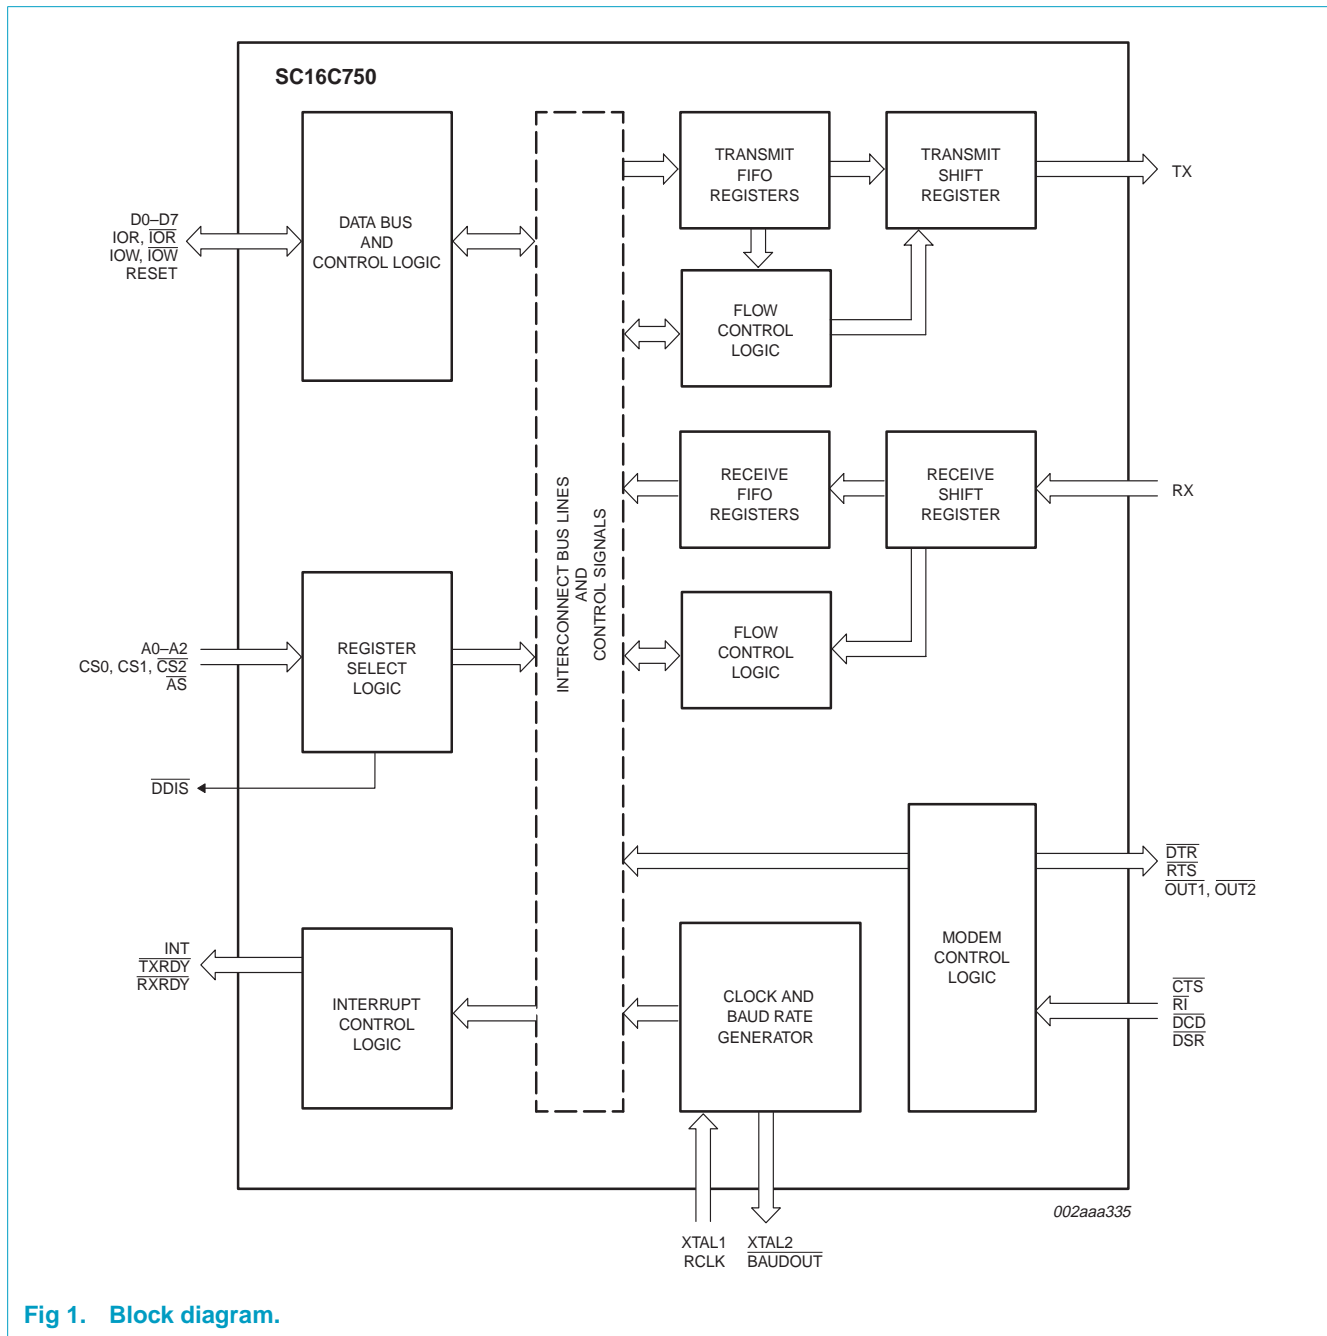 SC16C750
D0–D7
IOR, IOR
IOW, IOW
RESET
DATA BUS
AND
CONTROL LOGIC
TRANSMIT
FIFO
REGISTERS
TRANSMIT
SHIFT
REGISTER
TX
FLOW
CONTROL
LOGIC
INTERCONNECT BUS LINES
AND
CONTROL SIGNALS
RECEIVE
FIFO
REGISTERS
RECEIVE
SHIFT
REGISTER
RX
FLOW
CONTROL
LOGIC
A0–A2
CS0, CS1, CS2
AS
REGISTER
SELECT
LOGIC
DDIS
DTR
RTS
OUT1, OUT2
MODEM
CONTROL
LOGIC
CTS
RI
DCD
DSR
INT
TXRDY
RXRDY
INTERRUPT
CONTROL
LOGIC
CLOCK AND
BAUD RATE
GENERATOR
XTAL1
RCLK
XTAL2
BAUDOUT
002aaa335
Fig 1. Block diagram.